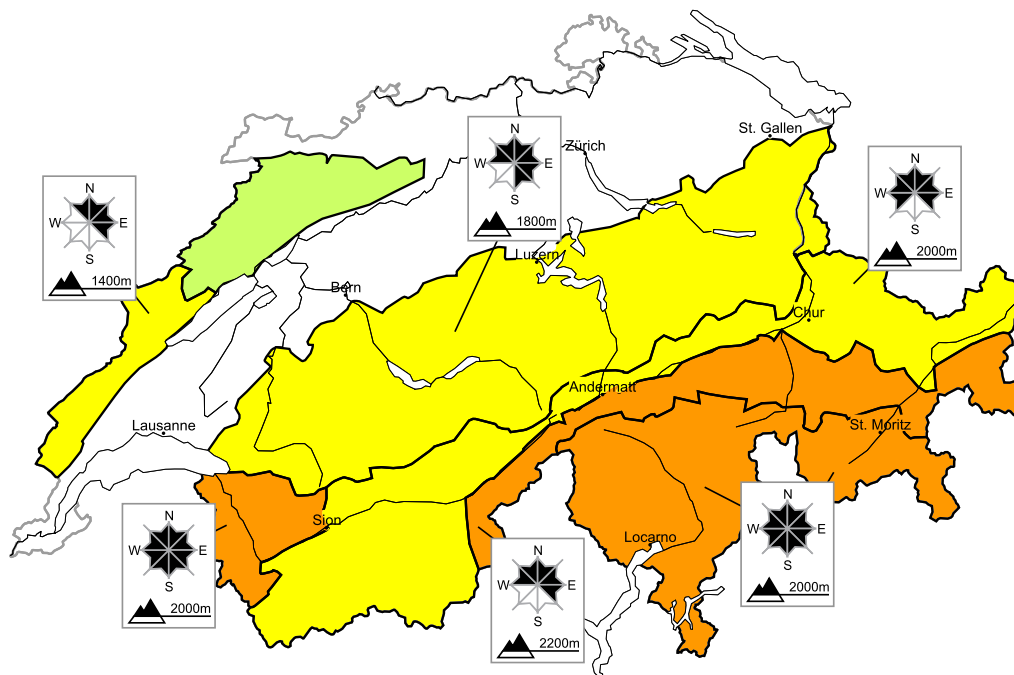 N
W
E
S
1800m
Zürich
St. Gallen
N
W
E
S
2000m
N
W
E
S
1400m
Luzern
Bern
Chur
Andermatt
Lausanne
St. Moritz
Sion
Locarno
N
W
E
S
2000m
N
W
E
S
2200m
N
W
E
S
2000m